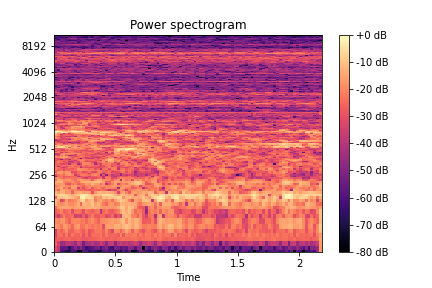 Power spectrogram
Hz
8192
4096
2048
1024
512
256
128
64
0
0
0.5
1
1.5
2
Time
+0 dB
-10 dB
-20 dB
-30 dB
-40 dB
-50 dB
-60 dB
-70 dB
-80 dB